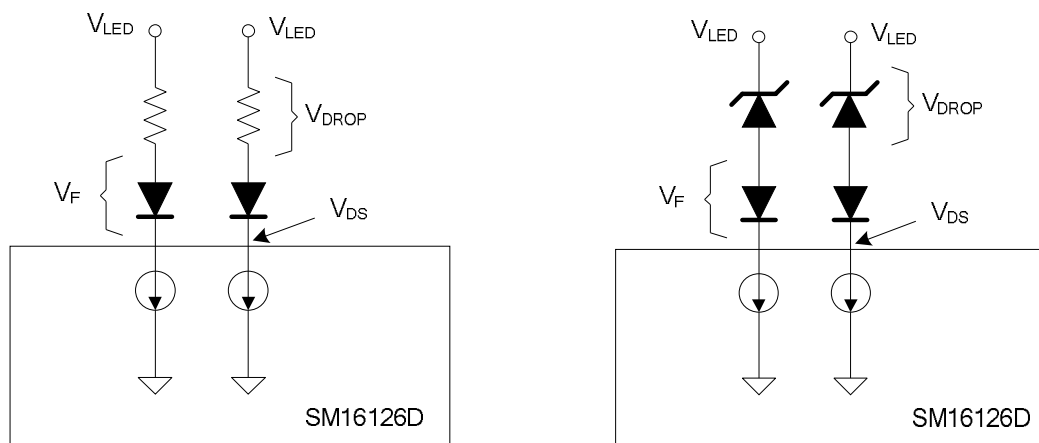 VLED
VLED
VDROP
VF
VDS
SM16126D
VLED
VLED
VDROP
VF
VDS
SM16126D